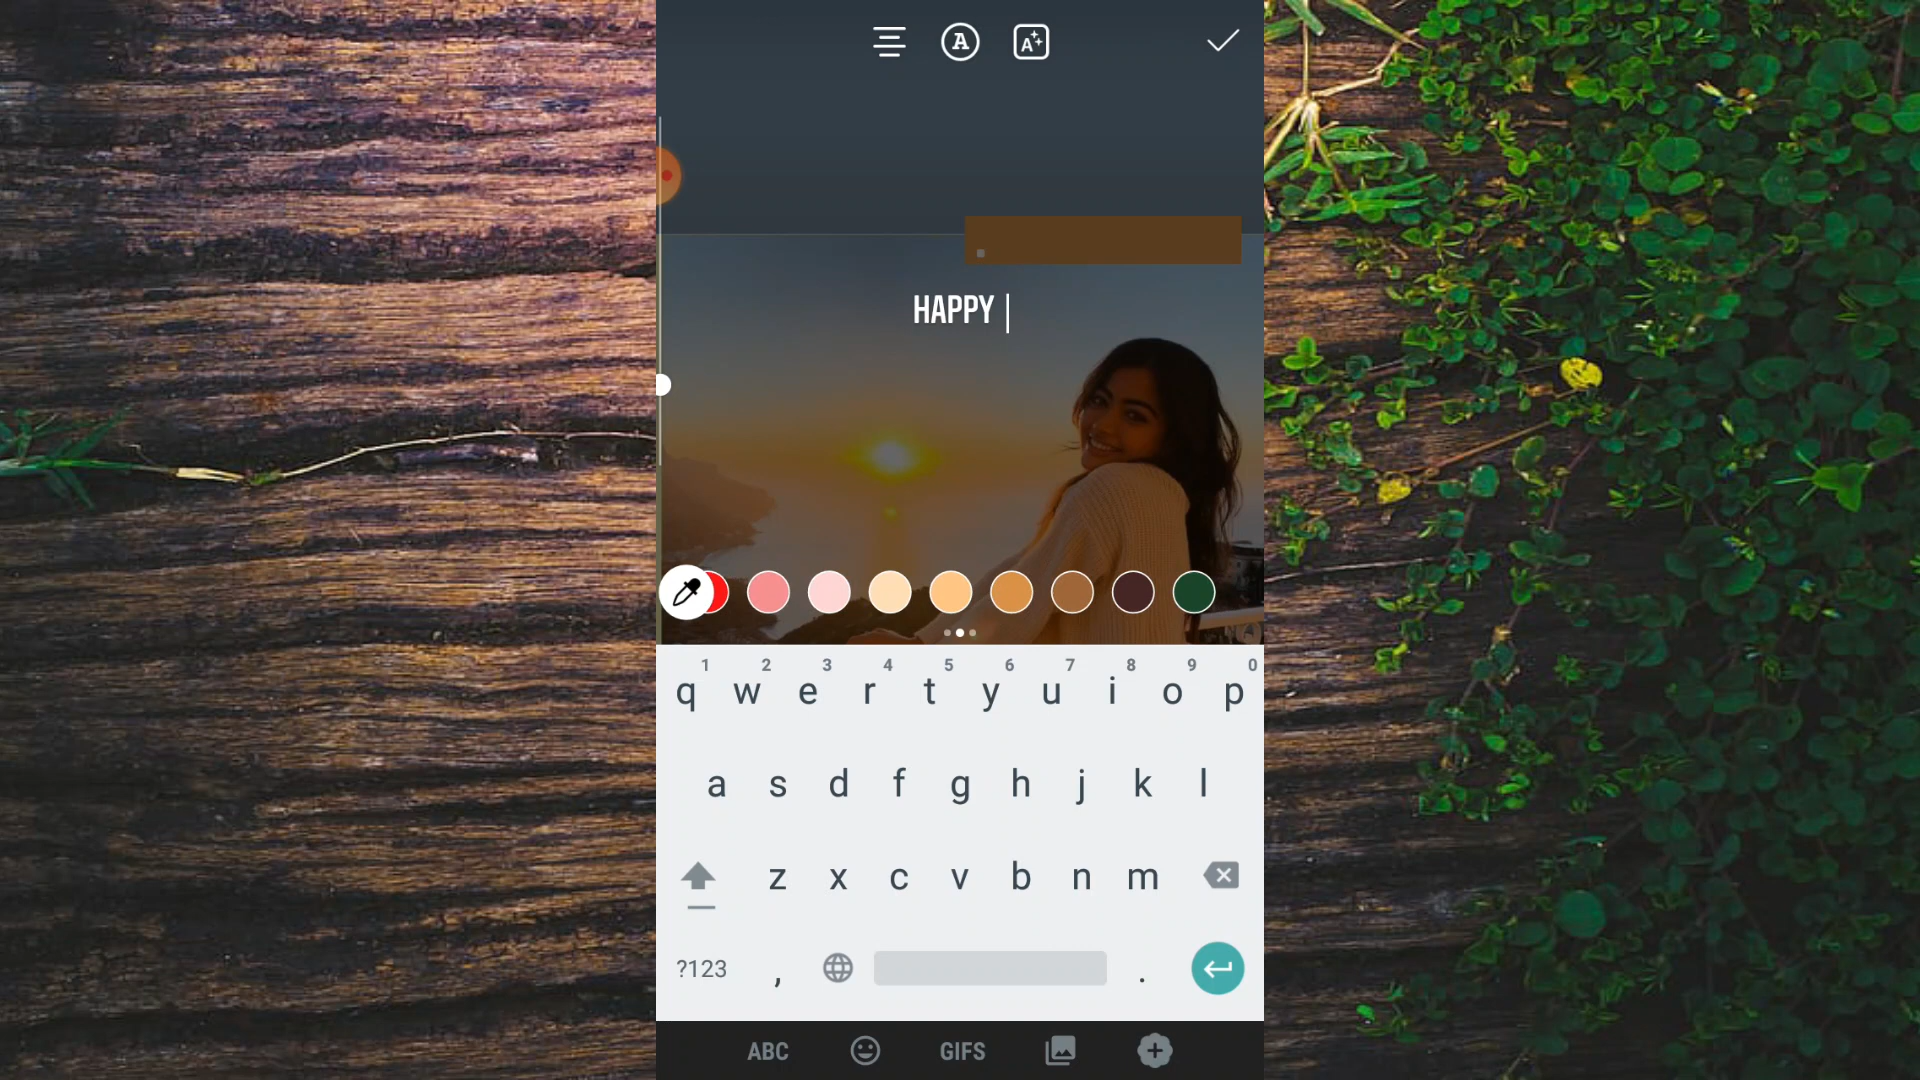 A
A
HAPPY
1 2 3 4 5 6 7 8 9 0
q w e r t y u i o p
a s d f g h j k l
z x c v b n m
?123 , .
ABC GIFS